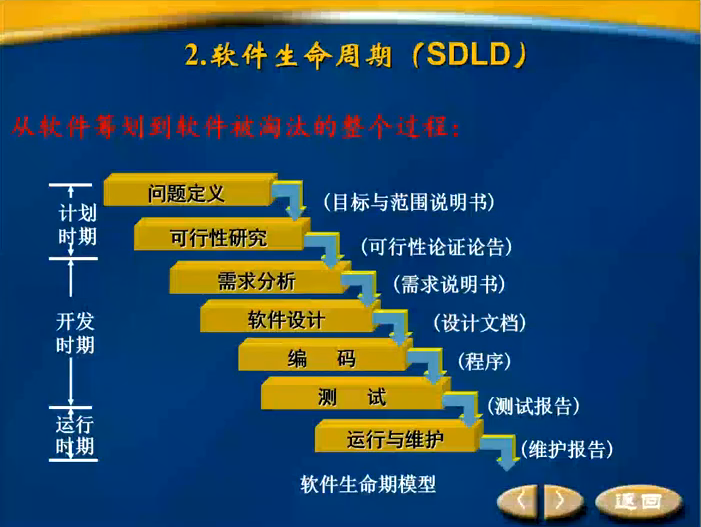 2.软件生命周期（SDLD）
从软件筹划到软件被淘汰的整个过程：
计划
时期
开发
时期
运行
时期
问题定义
(目标与范围说明书)
可行性研究
(可行性论证论告)
需求分析
(需求说明书)
软件设计
(设计文档)
编 码
(程序)
测 试
(测试报告)
运行与维护
(维护报告)
软件生命期模型
返回